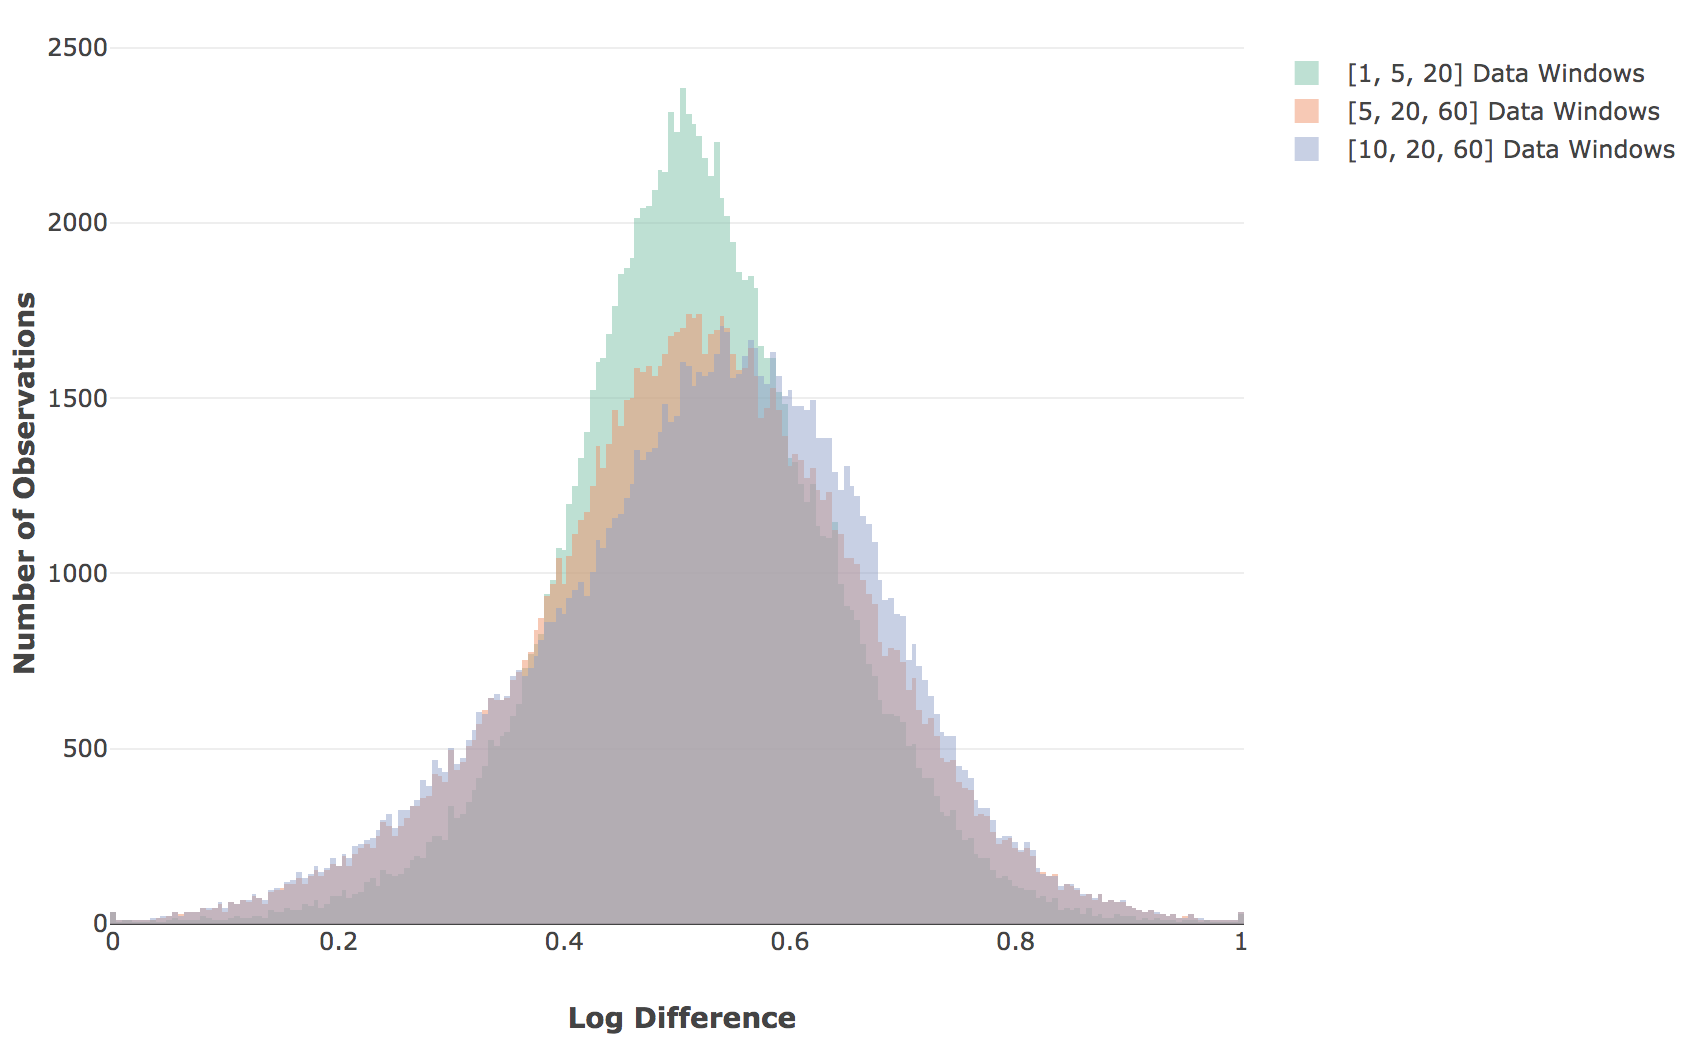 2500
2000
1500
1000
500
0
Number of Observations
0 0.2 0.4 0.6 0.8 1
Log Difference
[1, 5, 20] Data Windows
[5, 20, 60] Data Windows
[10, 20, 60] Data Windows